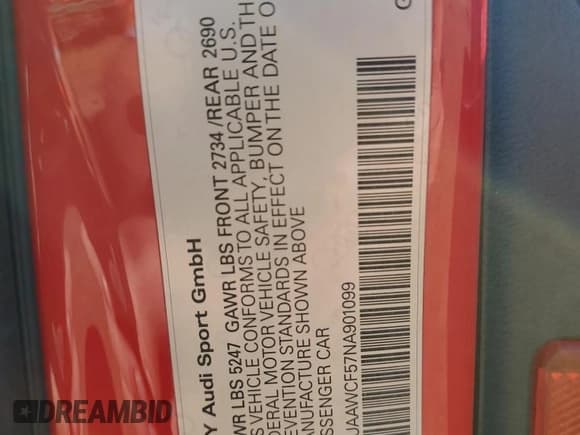 Y Audi Sport GmbH
WR LBS 5247 GAWR LBS FRONT 2734 /REAR 2690
S VEHICLE CONFORMS TO ALL APPLICABLE U.S.
DERAL MOTOR VEHICLE SAFETY, BUMPER AND TH
EVENTION STANDARDS IN EFFECT ON THE DATE O
NUFACTURE SHOWN ABOVE
SSENGER CAR
UAAWCF57NA901099
G
DREAMBID